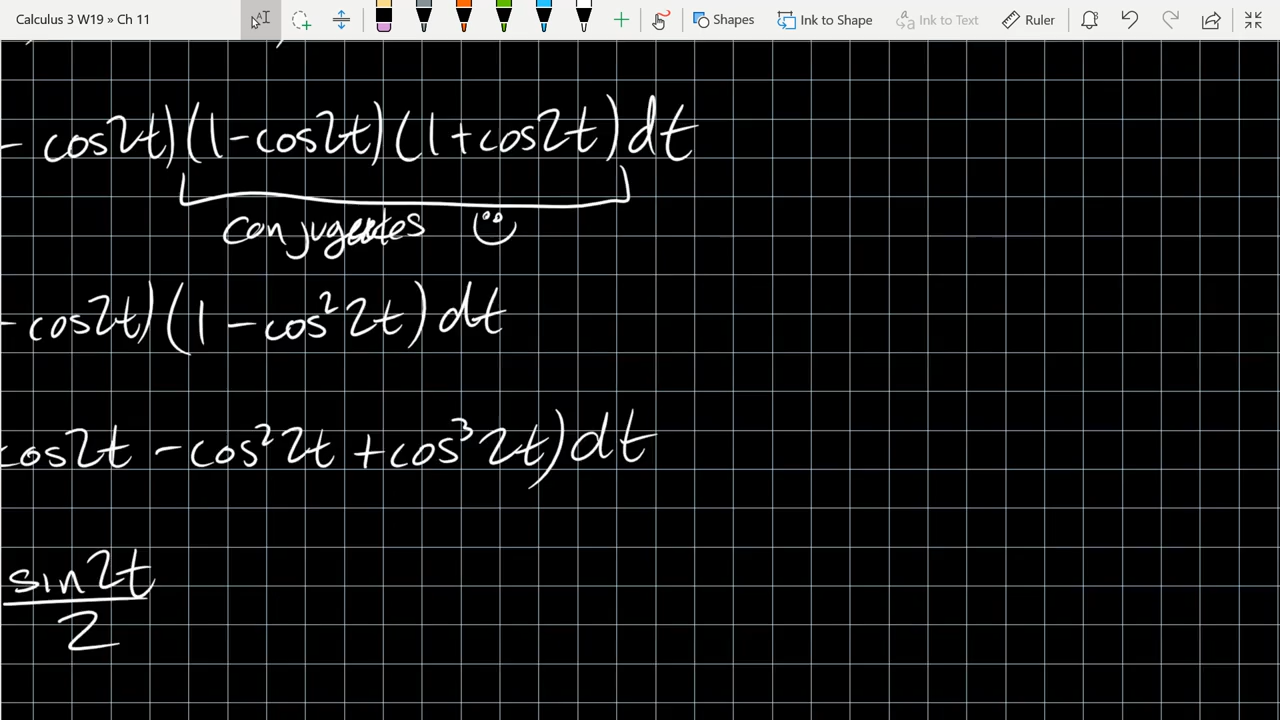 Calculus 3 W19 » Ch 11
Shapes
Ink to Shape
Ink to Text
Ruler
- cos2t)(1-cos2t)(1+cos2t)dt
conjugates
-cos2t)(1-cos²2t)dt
cos2t -cos²2t +cos³2t)dt
sin2t
2